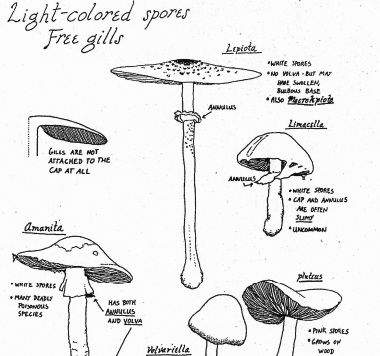 Light-colored spores
Free gills
Lepiota
• WHITE SPORES
• NO VOLVA - BUT MAY
HAVE SWOLLEN,
BULBOUS BASE
• ALSO Macrolepiota
ANNULUS
GILLS ARE NOT
ATTACHED TO THE
CAP AT ALL
Limacella
ANNULUS
• WHITE SPORES
• CAP AND ANNULUS
ARE OFTEN
SLIMY
• UNCOMMON
Amanita
• WHITE SPORES
• MANY DEADLY
POISONOUS
SPECIES
HAS BOTH
ANNULUS
AND VOLVA
Volvariella
pluteus
• PINK SPORES
• GROWS ON
WOOD